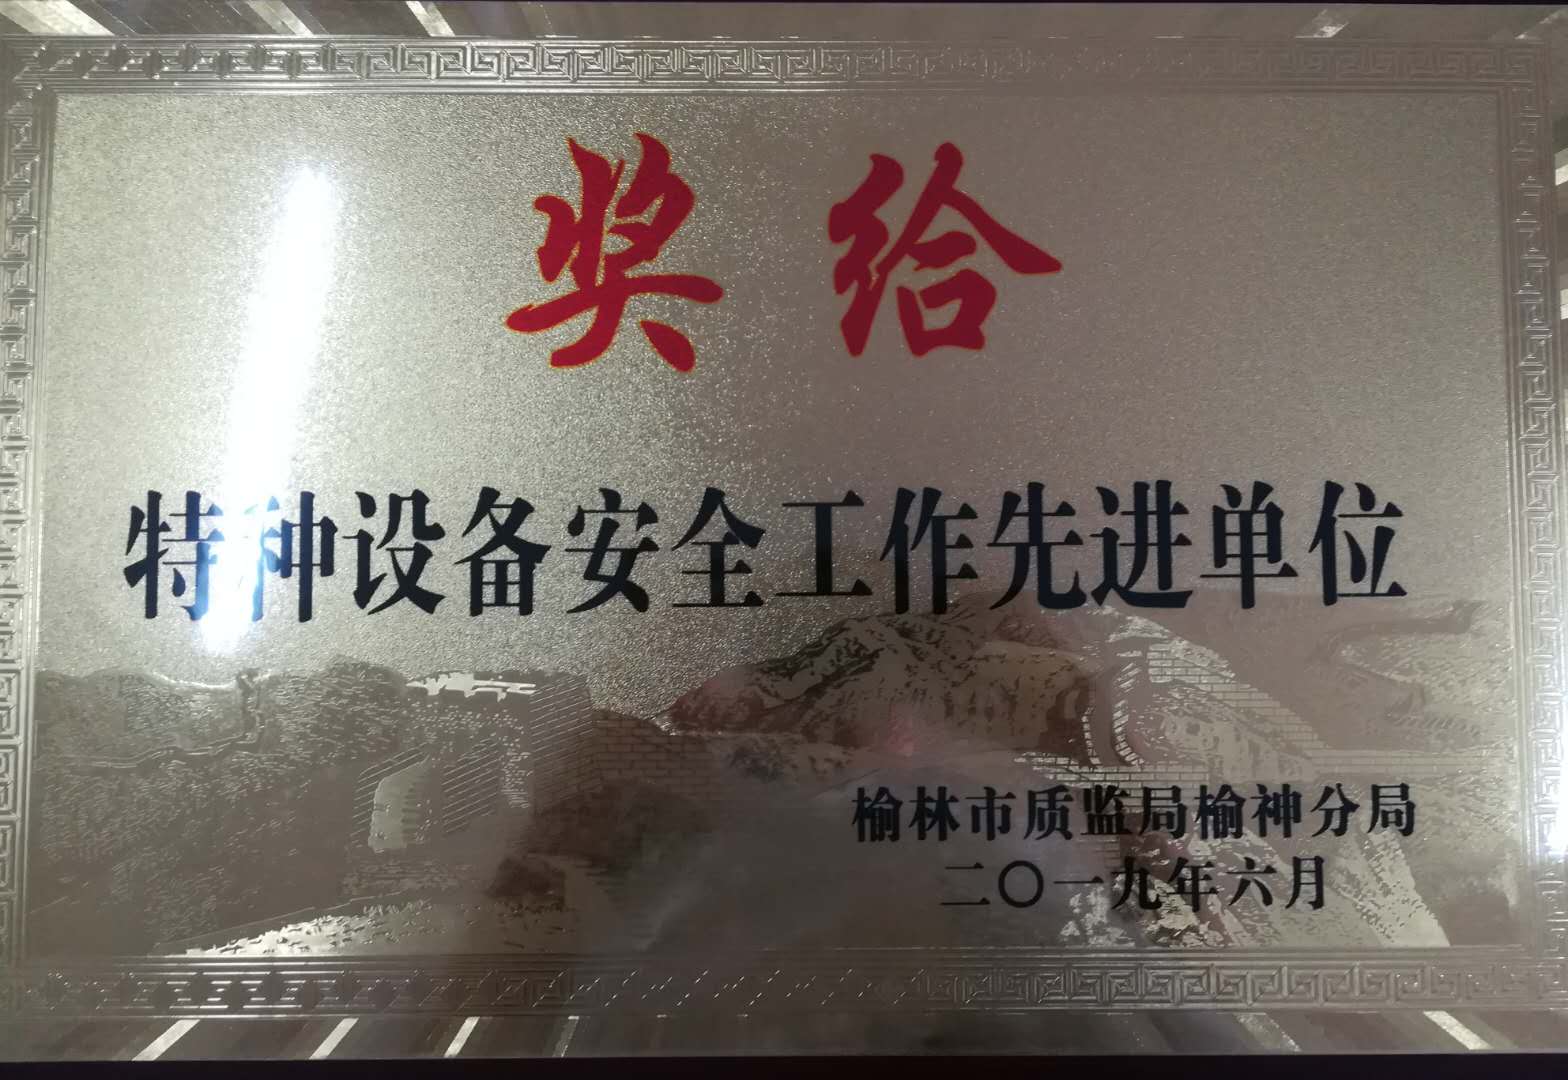 奖给
特种设备安全工作先进单位
榆林市质监局榆神分局
二〇一九年六月